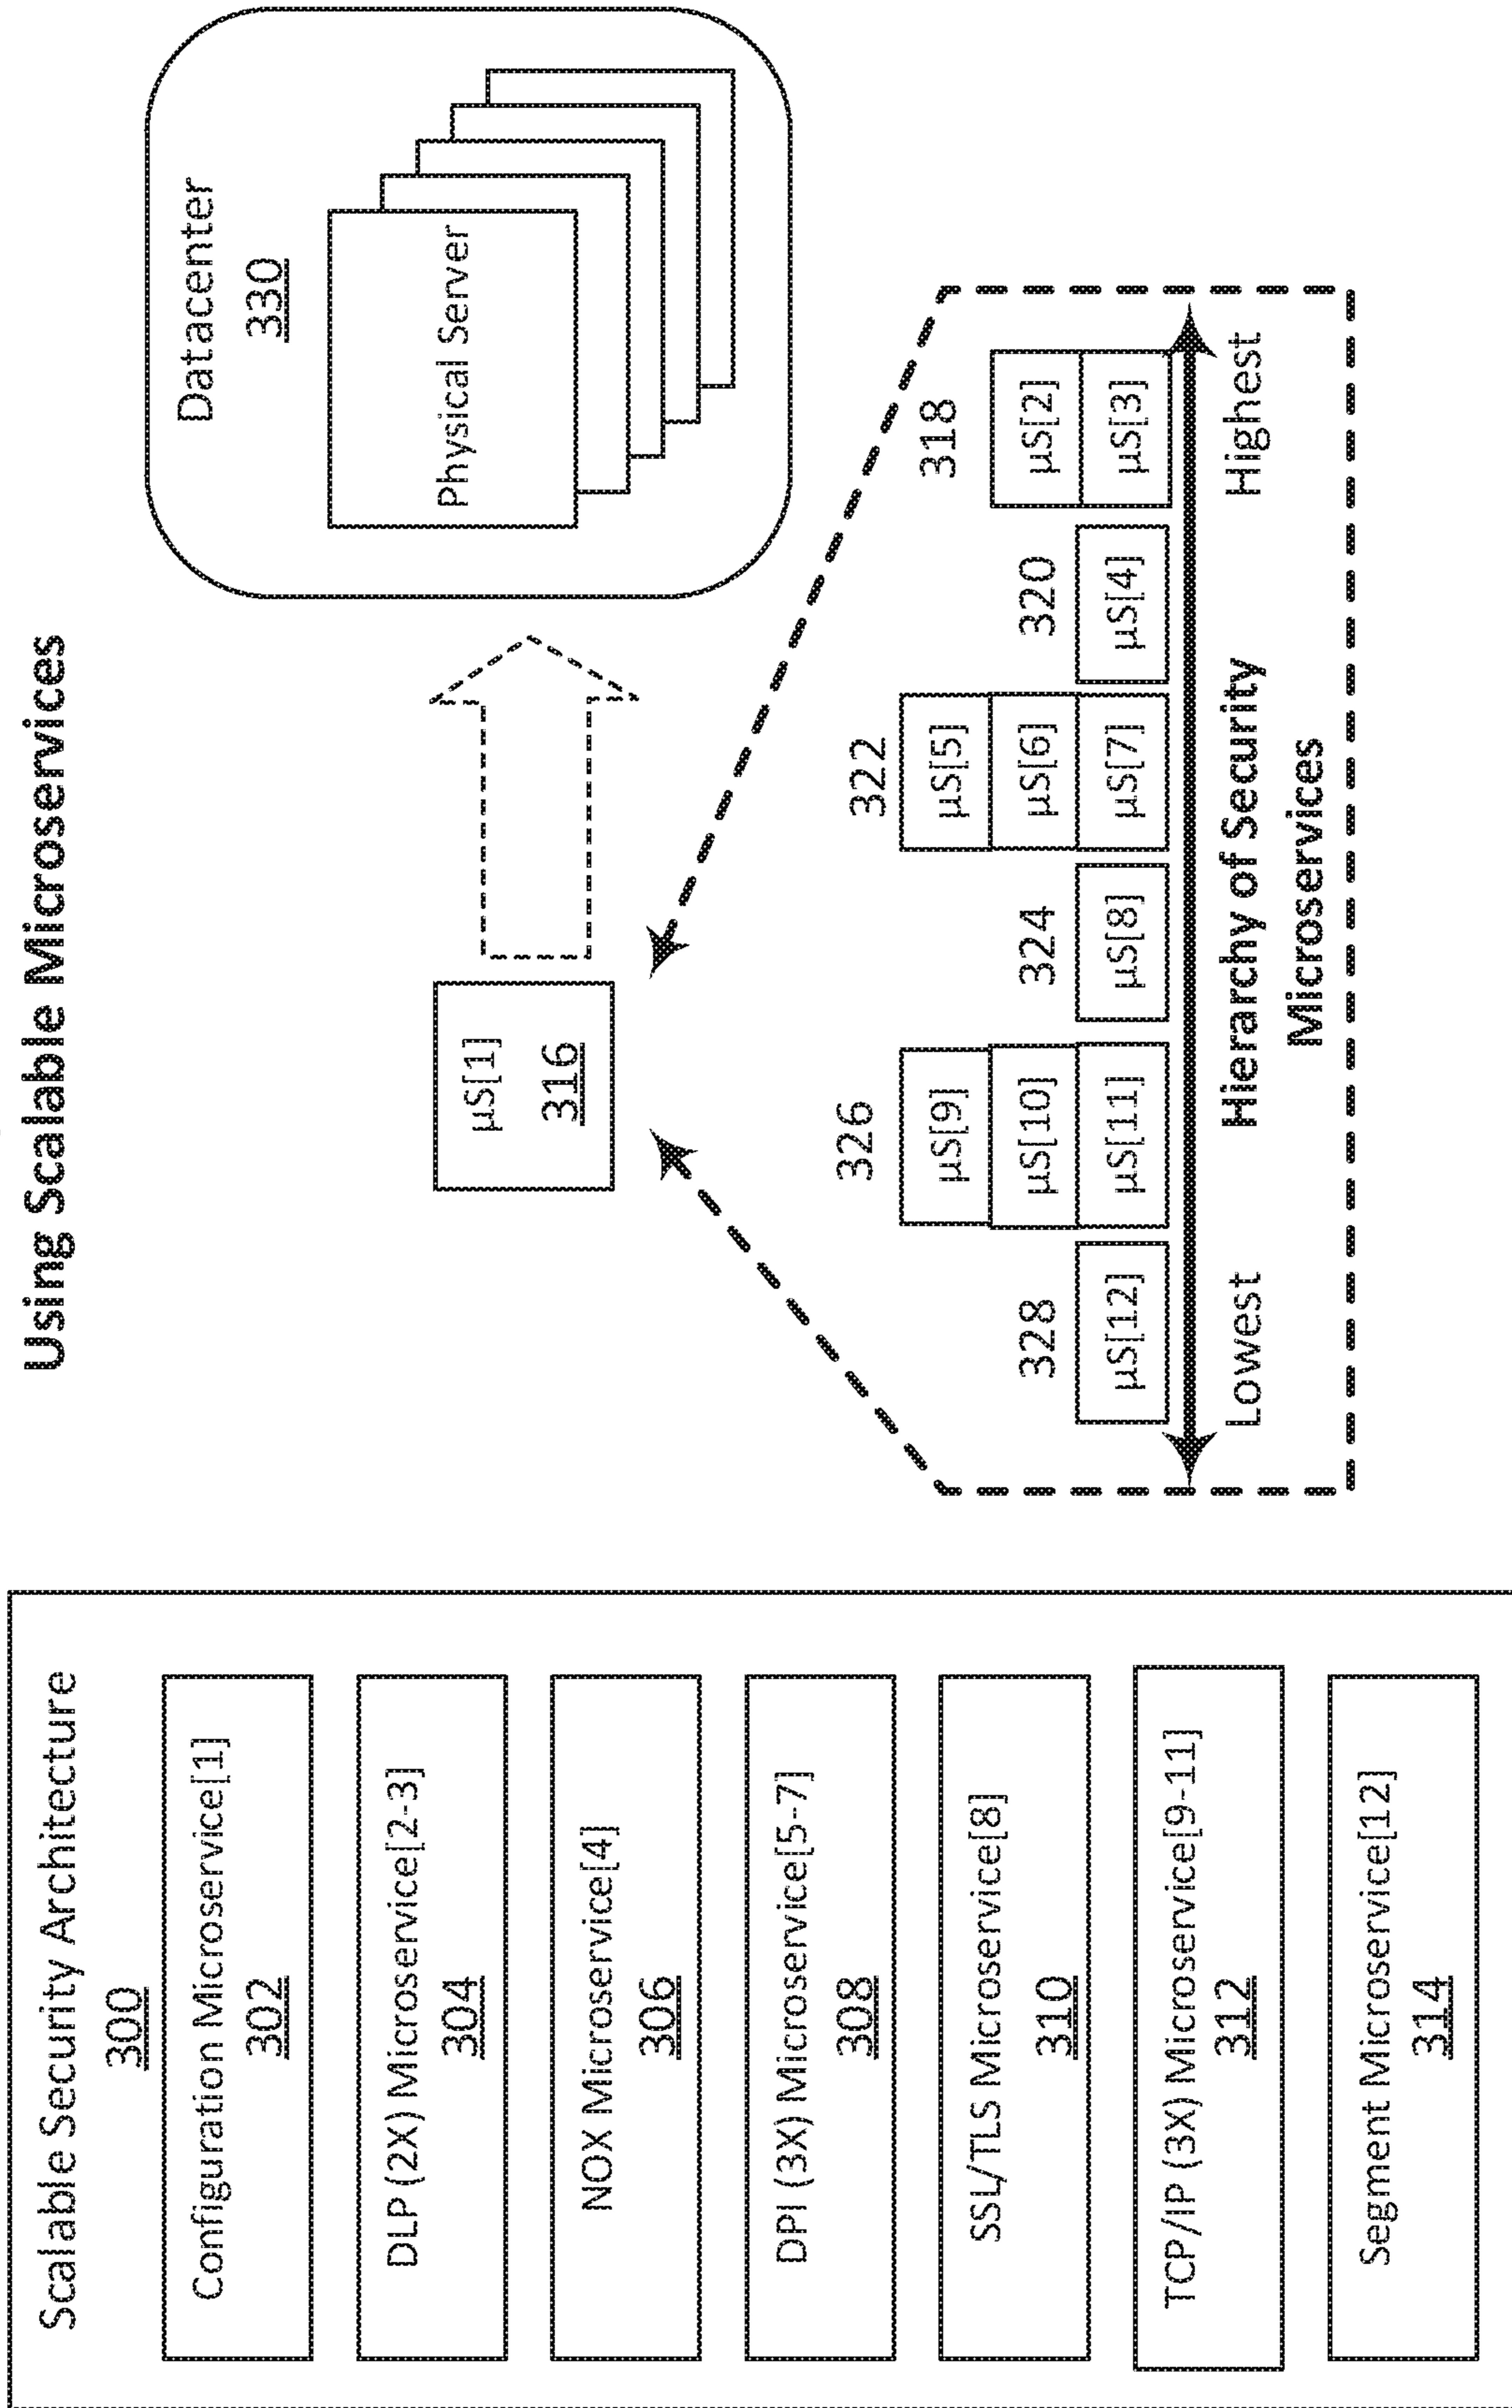 Using Scalable Microservices
Scalable Security Architecture
300
Configuration Microservice[1]
302
DLP (2X) Microservice[2-3]
304
NOX Microservice[4]
306
DPI (3X) Microservice[5-7]
308
SSL/TLS Microservice[8]
310
TCP/IP (3X) Microservice[9-11]
312
Segment Microservice[12]
314
µS[1]
316
Datacenter
330
Physical Server
328
µS[12]
326
µS[9]
µS[10]
µS[11]
324
µS[8]
322
µS[5]
µS[6]
µS[7]
320
µS[4]
318
µS[2]
µS[3]
Lowest
Hierarchy of Security
Microservices
Highest